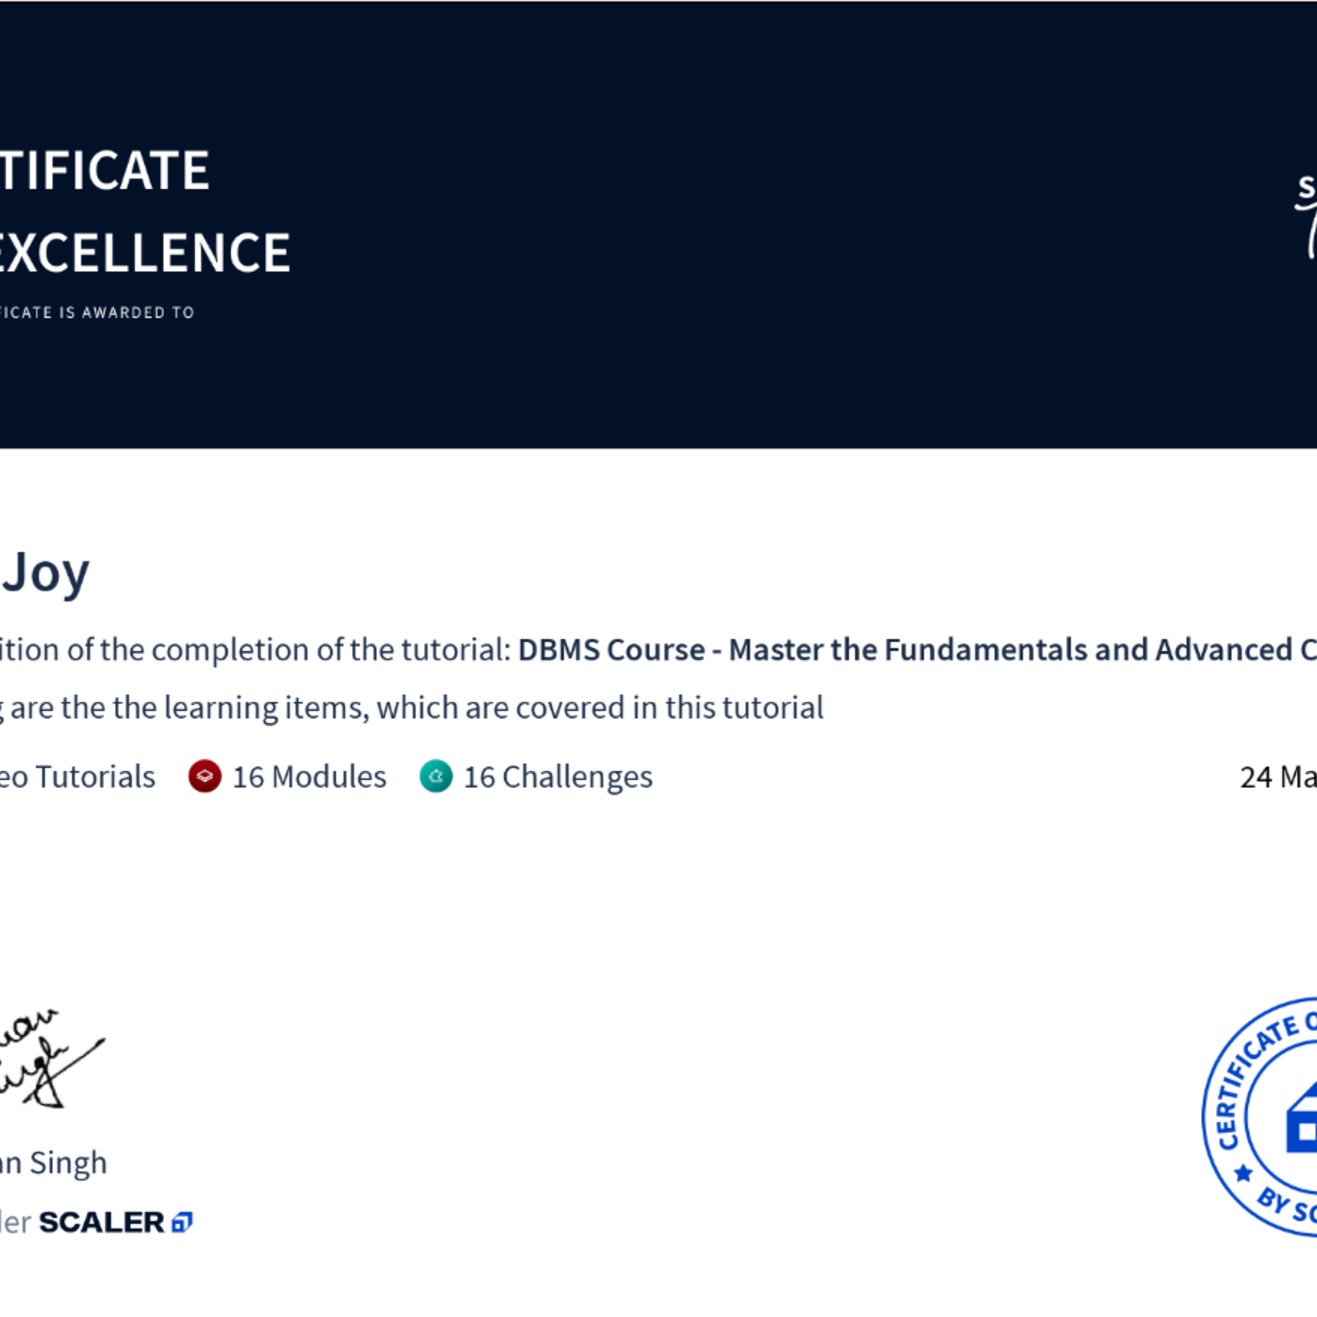 TIFICATE
EXCELLENCE
FICATE IS AWARDED TO
Joy
ition of the completion of the tutorial: DBMS Course - Master the Fundamentals and Advanced C
g are the the learning items, which are covered in this tutorial
eo Tutorials 16 Modules 16 Challenges 24 Ma
an Singh
der SCALER
CERTIFICATE O
BY SC